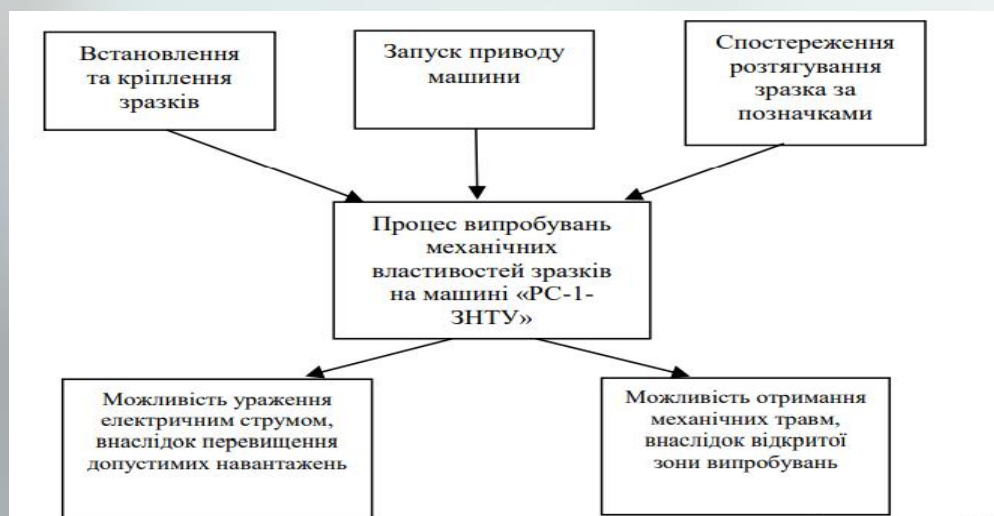 Встановлення
та кріплення
зразків
Запуск приводу
машини
Спостереження
розтягування
зразка за
позначками
Процес випробувань
механічних
властивостей зразків
на машині «РС-1-
ЗНТУ»
Можливість ураження
електричним струмом,
внаслідок перевищення
допустимих навантажень
Можливість отримання
механічних травм,
внаслідок відкритої
зони випробувань